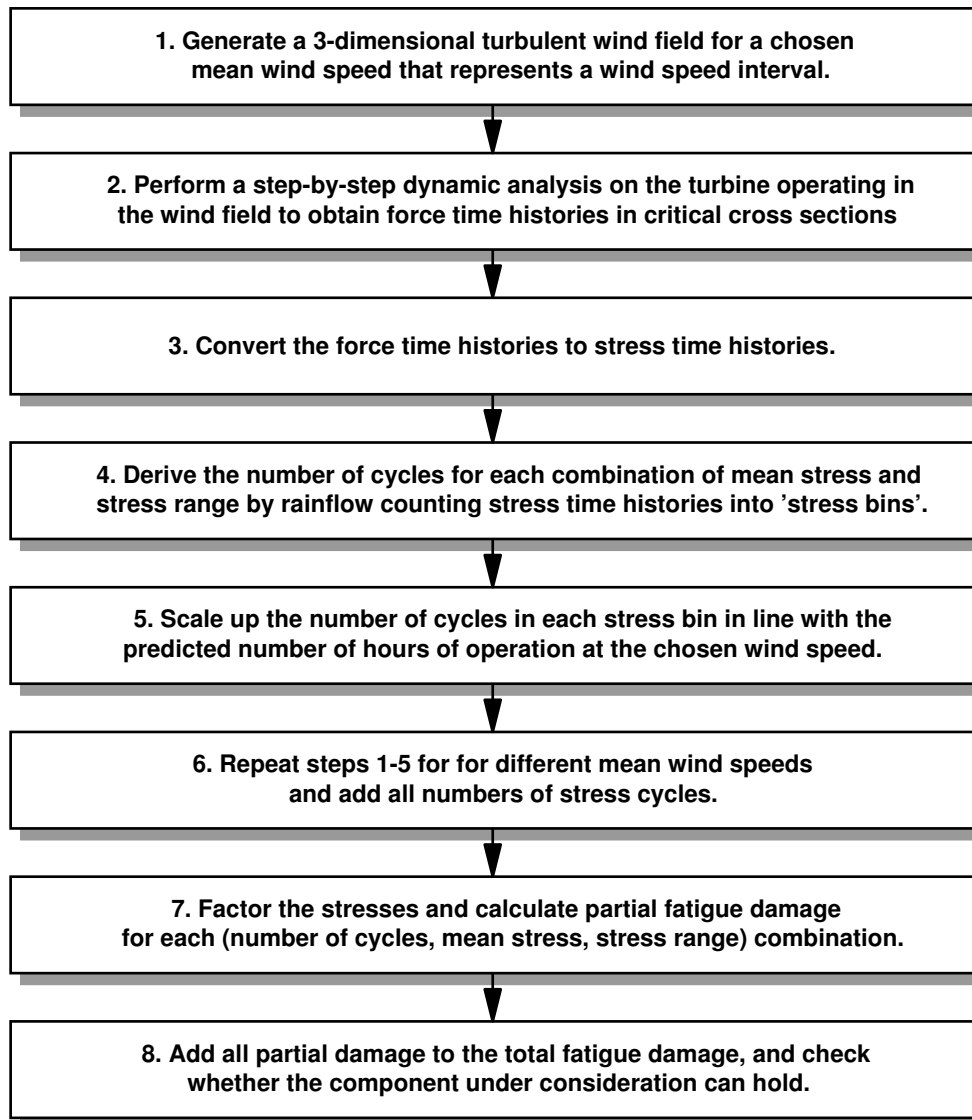 1. Generate a 3-dimensional turbulent wind field for a chosen
mean wind speed that represents a wind speed interval.
2. Perform a step-by-step dynamic analysis on the turbine operating in
the wind field to obtain force time histories in critical cross sections
3. Convert the force time histories to stress time histories.
4. Derive the number of cycles for each combination of mean stress and
stress range by rainflow counting stress time histories into ’stress bins’.
5. Scale up the number of cycles in each stress bin in line with the
predicted number of hours of operation at the chosen wind speed.
6. Repeat steps 1-5 for for different mean wind speeds
and add all numbers of stress cycles.
7. Factor the stresses and calculate partial fatigue damage
for each (number of cycles, mean stress, stress range) combination.
8. Add all partial damage to the total fatigue damage, and check
whether the component under consideration can hold.